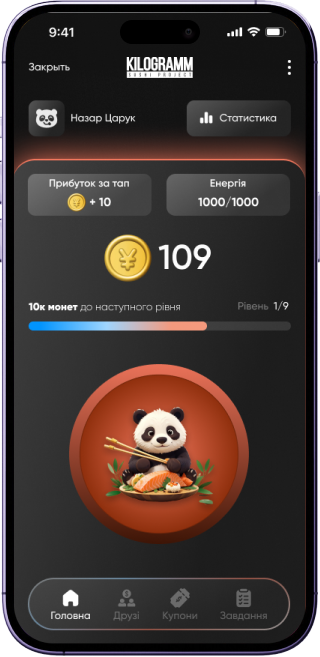 9:41
Закрыть
KILOGRAMM
SUSHI PROJECT
Назар Царук
Статистика
Прибуток за тап
+ 10
Енергія
1000/1000
109
10к монет до наступного рівня
Рівень 1/9
Головна
Друзі
Купони
Завдання